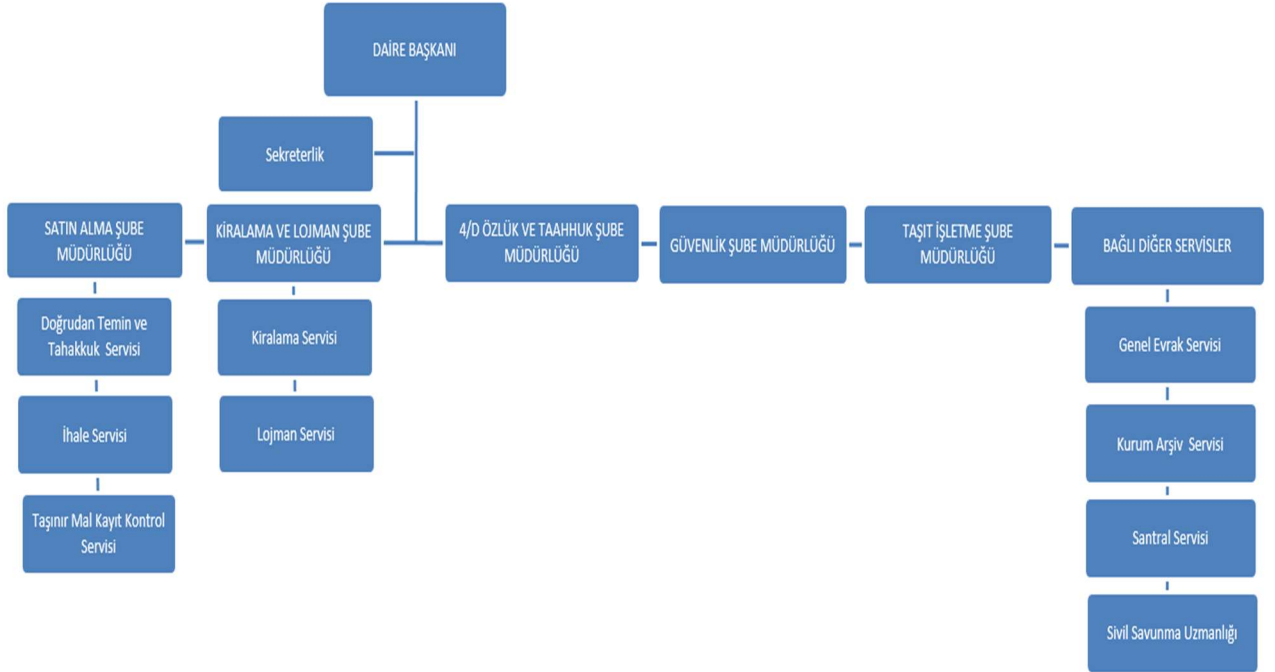 DAİRE BAŞKANI
Sekreterlik
SATIN ALMA ŞUBE
MÜDÜRLÜĞÜ
KİRALAMA VE LOJMAN ŞUBE
MÜDÜRLÜĞÜ
4/D ÖZLÜK VE TAAHHUK ŞUBE
MÜDÜRLÜĞÜ
GÜVENLİK ŞUBE MÜDÜRLÜĞÜ
TAŞIT İŞLETME ŞUBE
MÜDÜRLÜĞÜ
BAĞLI DİĞER SERVİSLER
Doğrudan Temin ve
Tahakkuk Servisi
İhale Servisi
Taşınır Mal Kayıt Kontrol
Servisi
Kiralama Servisi
Lojman Servisi
Genel Evrak Servisi
Kurum Arşiv Servisi
Santral Servisi
Sivil Savunma Uzmanlığı